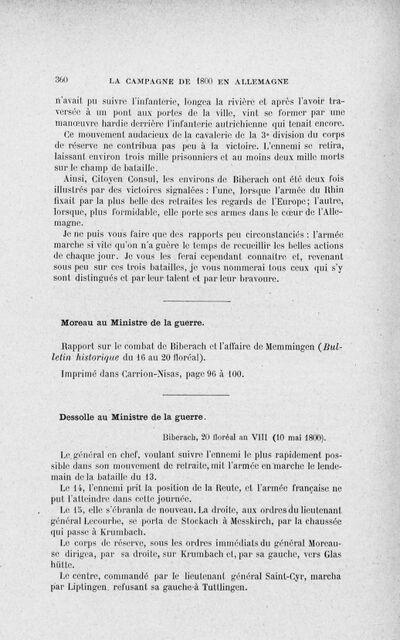 360 LA CAMPAGNE DE 1800 EN ALLEMAGNE
n'avait pu suivre l'infanterie, longea la rivière et après l'avoir tra-
versée à un pont aux portes de la ville, vint se former par une
manœuvre hardie derrière l'infanterie autrichienne qui tenait encore.
Ce mouvement audacieux de la cavalerie de la 3e division du corps
de réserve ne contribua pas peu à la victoire. L'ennemi se retira,
laissant environ trois mille prisonniers et au moins deux mille morts
sur le champ de bataille.
Ainsi, Citoyen Consul, les environs de Biberach ont été deux fois
illustrés par des victoires signalées : l'une, lorsque l'armée du Rhin
fixait par la plus belle des retraites les regards de l'Europe; l'autre,
lorsque, plus formidable, elle porte ses armes dans le cœur de l'Alle-
magne.
Je ne puis vous faire que des rapports peu circonstanciés : l'armée
marche si vite qu'on n'a guère le temps de recueillir les belles actions
de chaque jour. Je vous les ferai cependant connaître et, revenant
sous peu sur ces trois batailles, je vous nommerai tous ceux qui s'y
sont distingués et par leur talent et par leur bravoure.
Moreau au Ministre de la guerre.
Rapport sur le combat de Biberach et l'affaire de Memmingen (Bul-
letin historique du 16 au 20 floréal).
Imprimé dans Carrion-Nisas, page 96 à 100.
Dessolle au Ministre de la guerre.
Biberach, 20 floréal an VIII (10 mai 1800).
Le général en chef, voulant suivre l'ennemi le plus rapidement pos-
sible dans son mouvement de retraite, mit l'armée en marche le lende-
main de la bataille du 13.
Le 14, l'ennemi prit la position de la Reute, et l'armée française ne
put l'atteindre dans cette journée.
Le 15, elle s'ébranla de nouveau. La droite, aux ordres du lieutenant
général Lecourbe, se porta de Stockach à Messkirch, par la chaussée
qui passe à Krumbach.
Le corps de réserve, sous les ordres immédiats du général Moreau-
se dirigea, par sa droite, sur Krumbach et, par sa gauche, vers Glas
hütte.
Le centre, commandé par le lieutenant général Saint-Cyr, marcha
par Liptingen, refusant sa gauche à Tuttlingen.